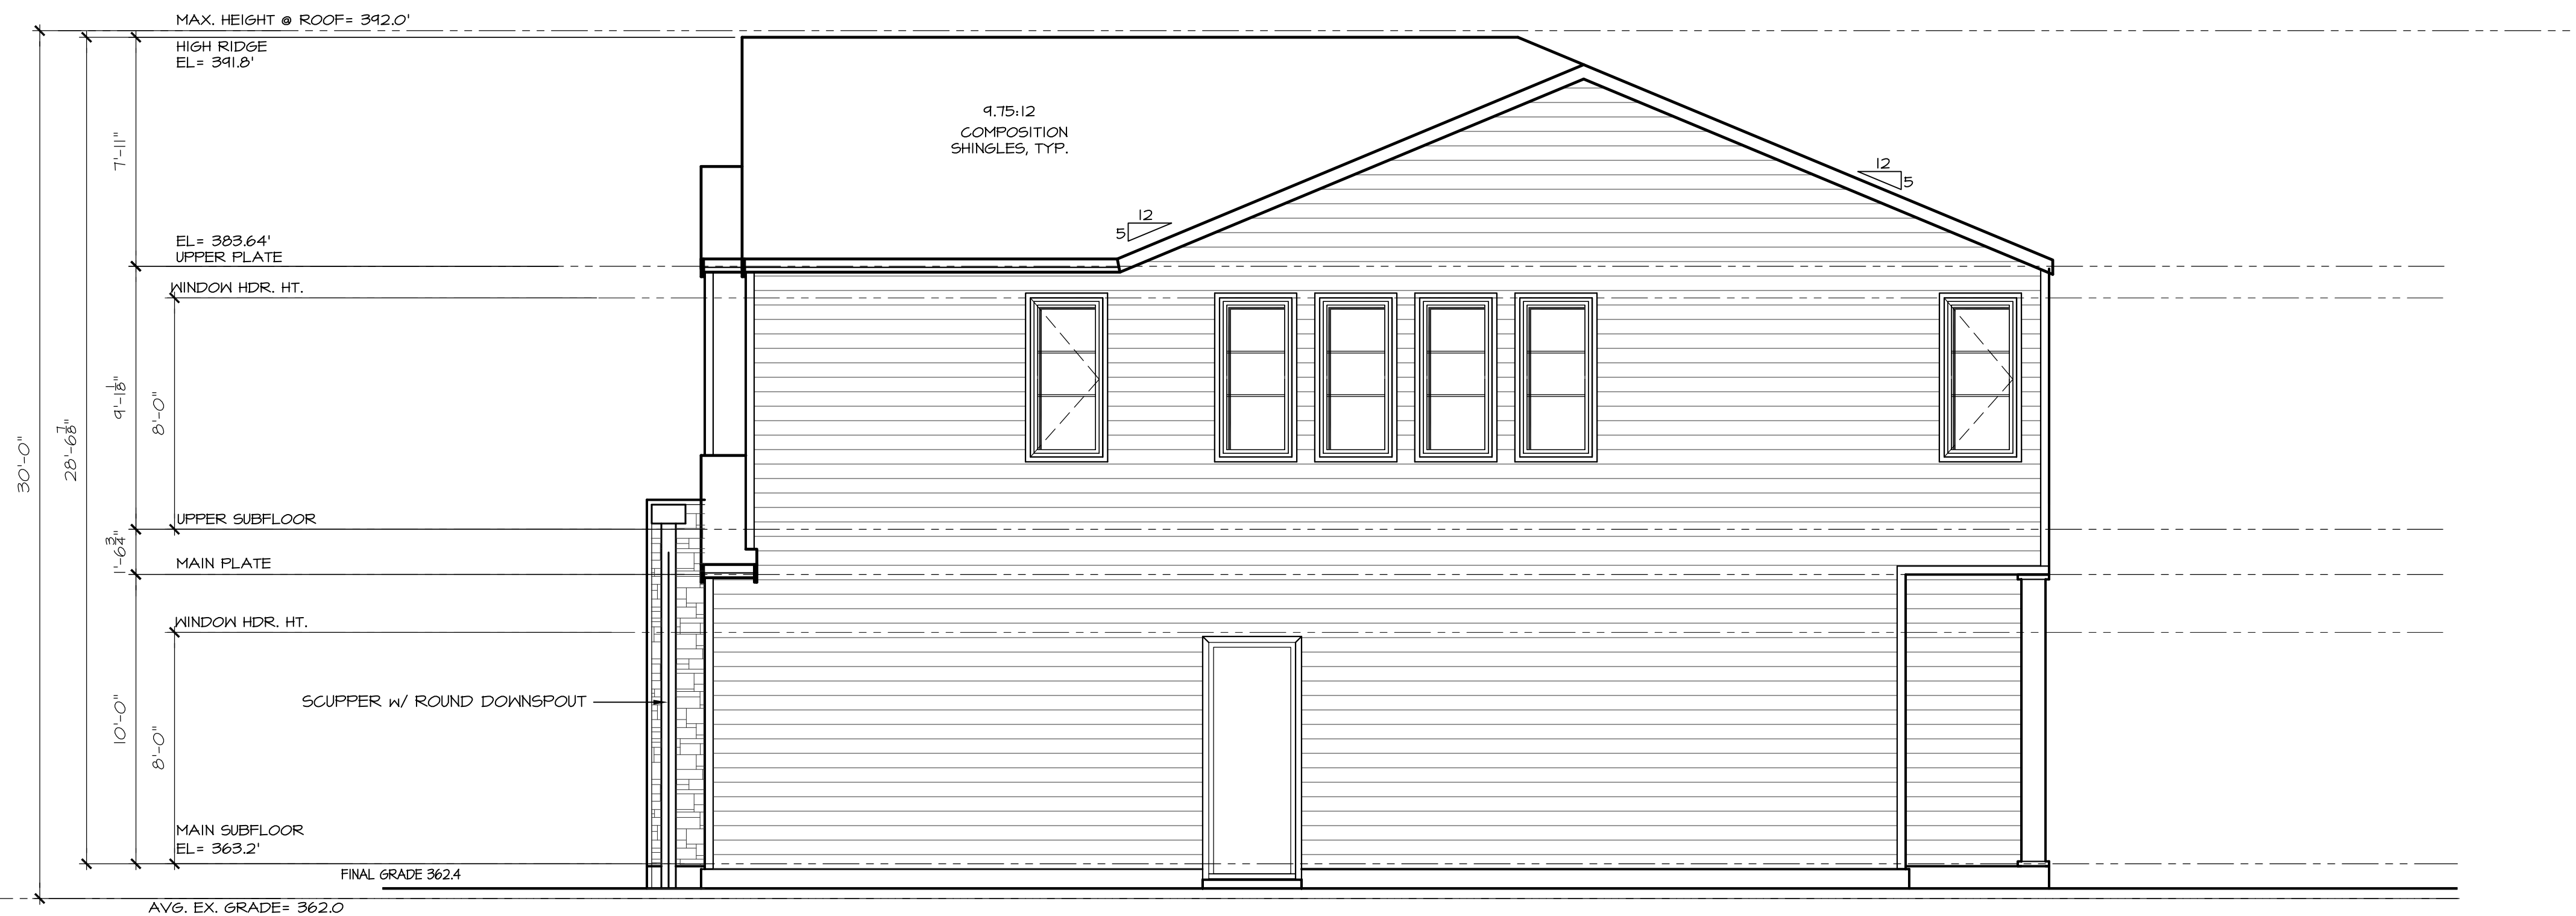 MAX. HEIGHT @ ROOF= 392.0'
HIGH RIDGE
EL= 391.8'
9.75:12
COMPOSITION
SHINGLES, TYP.
7'-11"
12
5
12
5
EL= 383.64'
UPPER PLATE
WINDOW HDR. HT.
9'-1 1/8"
8'-0"
28'-6 7/8"
30'-0"
UPPER SUBFLOOR
1'-6 3/4"
MAIN PLATE
WINDOW HDR. HT.
SCUPPER W/ ROUND DOWNSPOUT
10'-0"
8'-0"
MAIN SUBFLOOR
EL= 363.2'
FINAL GRADE 362.4
AVG. EX. GRADE= 362.0